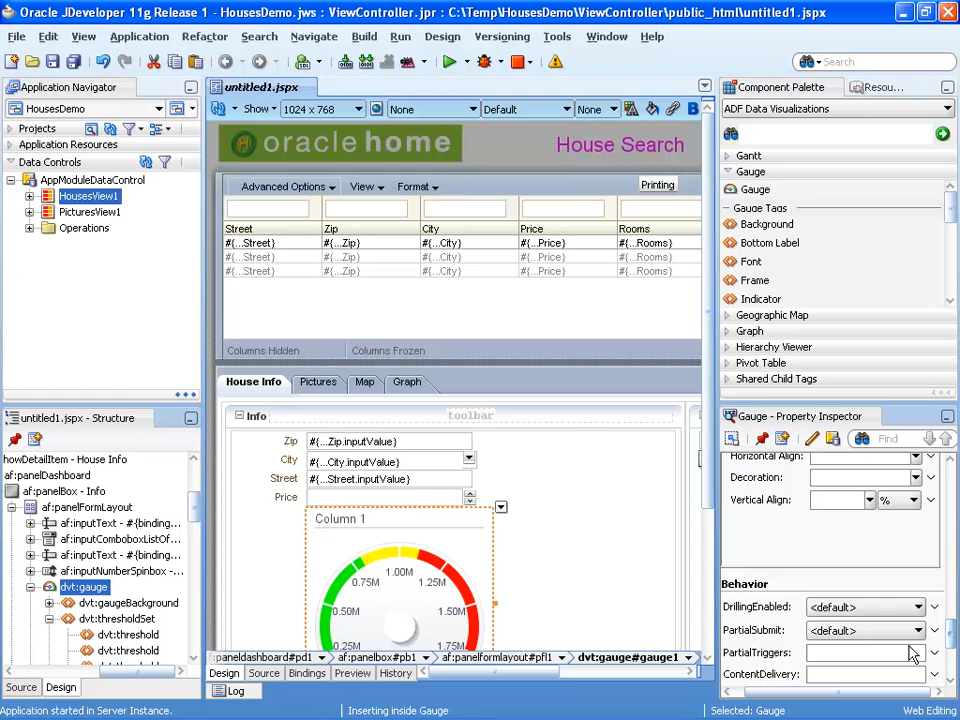 Oracle JDeveloper 11g Release 1 - HousesDemo.jws : ViewController.jpr : C:\Temp\HousesDemo\ViewController\public_html\untitled1.jspx
File Edit View Application Refactor Search Navigate Build Run Design Versioning Tools Window Help
Search
Application Navigator
HousesDemo
Projects
Application Resources
Data Controls
AppModuleDataControl
HousesView1
PicturesView1
Operations
untitled1.jspx - Structure
howDetailItem - House Info
af:panelDashboard
af:panelBox - Info
af:panelFormLayout
af:inputText - #{binding...
af:inputComboboxListOf...
af:inputText - #{binding...
af:inputNumberSpinbox -...
dvt:gauge
dvt:gaugeBackground
dvt:thresholdSet
dvt:threshold
dvt:threshold
Source Design
untitled1.jspx
Show 1024 x 768 None Default None B
oracle home House Search
Advanced Options View Format Printing
Street Zip City Price Rooms
#{...Street} #{...Zip} #{...City} #{...Price} #{...Rooms}
#{...Street} #{...Zip} #{...City} #{...Price} #{...Rooms}
#{...Street} #{...Zip} #{...City} #{...Price} #{...Rooms}
Columns Hidden Columns Frozen
House Info Pictures Map Graph
Info toolbar
Zip #{...Zip.inputValue}
City #{...City.inputValue}
Street #{...Street.inputValue}
Price
Column 1
1.00M
0.75M 1.25M
0.50M 1.50M
0.25M 1.75M
:paneldashboard#pd1 af:panelbox#pb1 af:panelformlayout#pfl1 dvt:gauge#gauge1
Design Source Bindings Preview History
Log
Component Palette Resou...
ADF Data Visualizations
Gantt
Gauge
Gauge
Gauge Tags
Background
Bottom Label
Font
Frame
Indicator
Geographic Map
Graph
Hierarchy Viewer
Pivot Table
Shared Child Tags
Gauge - Property Inspector
Find
Horizontal Align:
Decoration:
Vertical Align: %
Behavior
DrillingEnabled: <default>
PartialSubmit: <default>
PartialTriggers:
ContentDelivery:
Application started in Server Instance. Inserting inside Gauge Selected: Gauge Web Editing